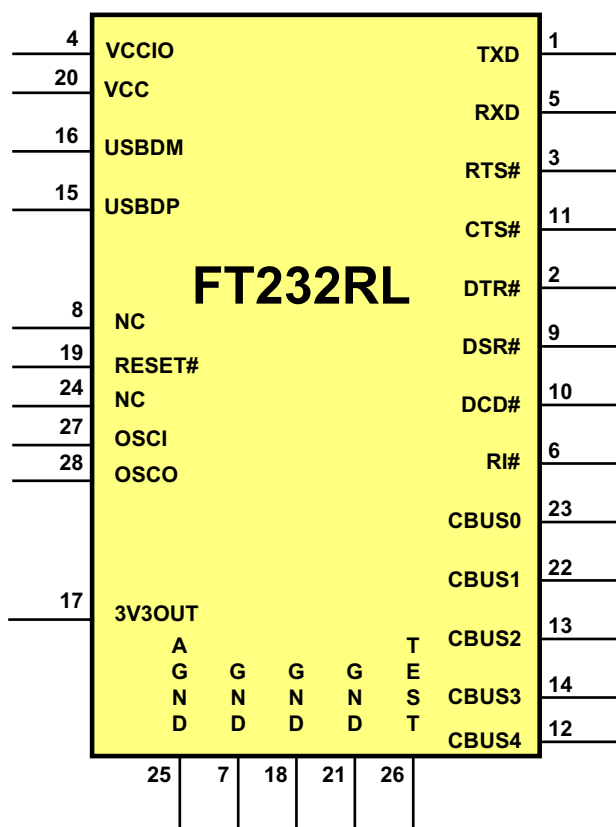 4 VCCIO TXD 1
20 VCC
RXD 5
16 USBDM
RTS# 3
15 USBDP
CTS# 11
FT232RL
DTR# 2
8 NC
DSR# 9
19 RESET#
24 NC
DCD# 10
27 OSCI
RI# 6
28 OSCO
CBUS0 23
CBUS1 22
17 3V3OUT
CBUS2 13
AGND GND GND GND TEST
CBUS3 14
CBUS4 12
25 7 18 21 26